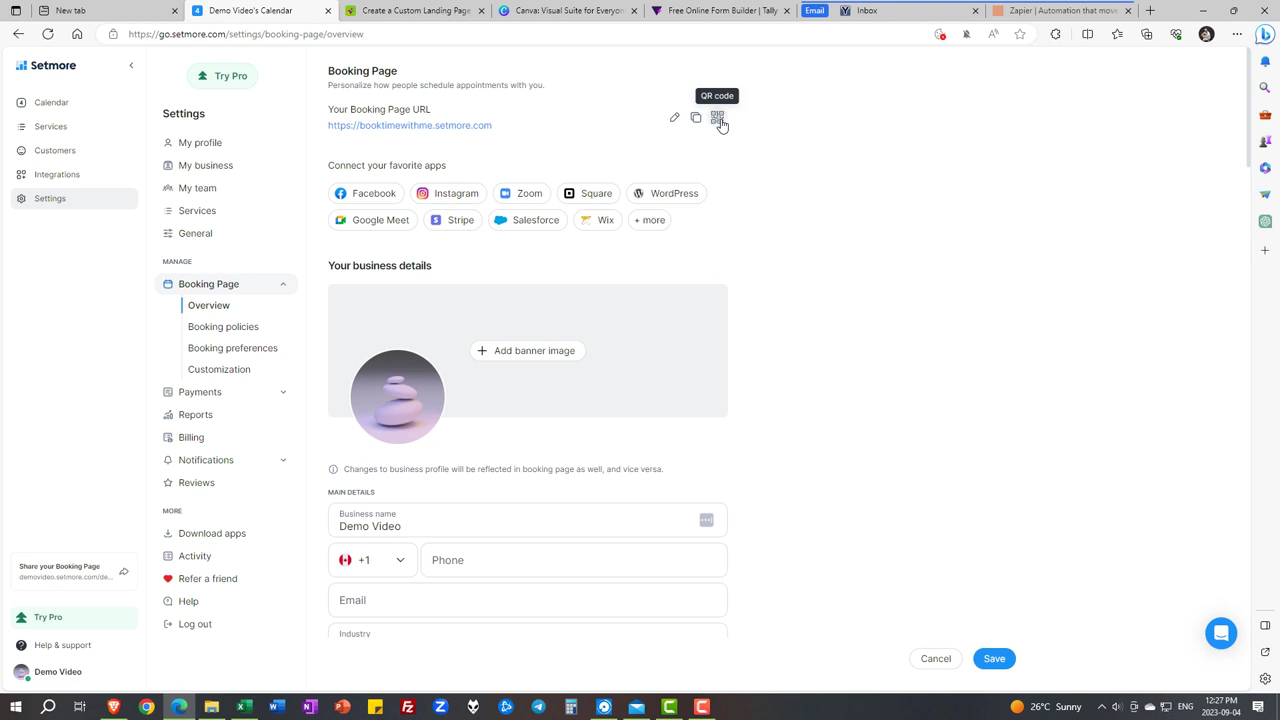 New tab
4 Demo Video's Calendar
Create a Custom Landing Page
Canva: Visual Suite for Everyon
Free Online Form Builder | Tally
Email
Inbox
Zapier | Automation that move
https://go.setmore.com/settings/booking-page/overview
Setmore
Calendar
Services
Customers
Integrations
Settings
Share your Booking Page
demovideo.setmore.com/de...
Try Pro
Help & support
Demo Video
Try Pro
Settings
My profile
My business
My team
Services
General
MANAGE
Booking Page
Overview
Booking policies
Booking preferences
Customization
Payments
Reports
Billing
Notifications
Reviews
MORE
Download apps
Activity
Refer a friend
Help
Log out
Booking Page
Personalize how people schedule appointments with you.
QR code
Your Booking Page URL
https://booktimewithme.setmore.com
Connect your favorite apps
Facebook Instagram Zoom Square WordPress
Google Meet Stripe Salesforce Wix + more
Your business details
+ Add banner image
Changes to business profile will be reflected in booking page as well, and vice versa.
MAIN DETAILS
Business name
Demo Video
+1 Phone
Email
Industry
Cancel Save
26°C Sunny
ENG
12:27 PM
2023-09-04